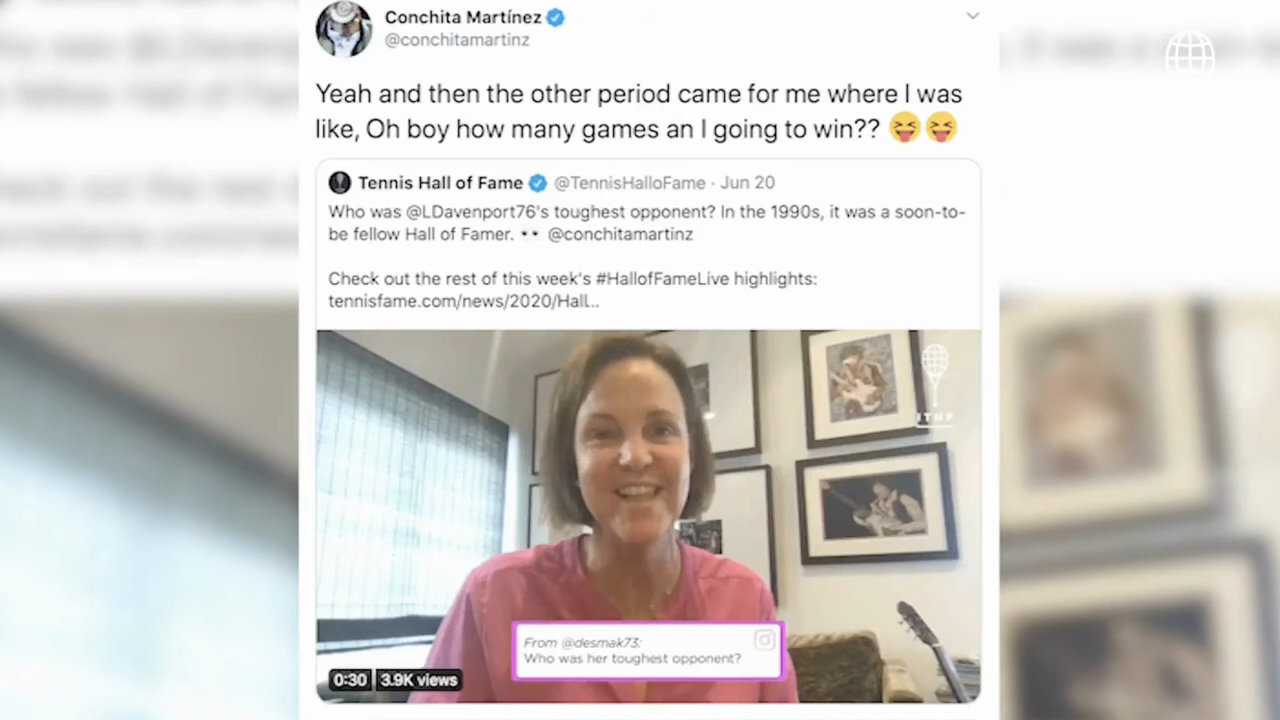 Conchita Martínez
@conchitamartinz
Yeah and then the other period came for me where I was
like, Oh boy how many games an I going to win?? 😝😝
Tennis Hall of Fame @TennisHalloFame · Jun 20
Who was @LDavenport76's toughest opponent? In the 1990s, it was a soon-to-
be fellow Hall of Famer. 👀 @conchitamartinz
Check out the rest of this week's #HallofFameLive highlights:
tennisfame.com/news/2020/Hall...
ITHF
From @desmak73:
Who was her toughest opponent?
0:30 3.9K views